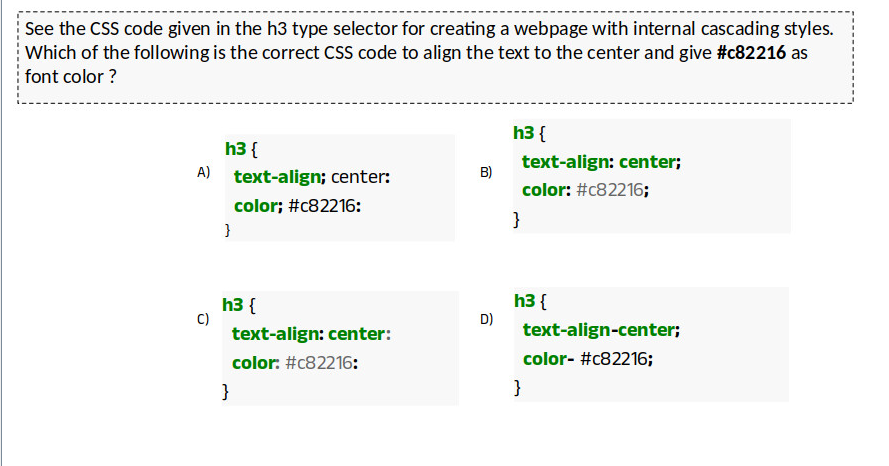 See the CSS code given in the h3 type selector for creating a webpage with internal cascading styles.
Which of the following is the correct CSS code to align the text to the center and give #c82216 as
font color ?
A)
h3 {
text-align; center:
color; #c82216:
}
B)
h3 {
text-align: center;
color: #c82216;
}
C)
h3 {
text-align: center:
color: #c82216:
}
D)
h3 {
text-align-center;
color- #c82216;
}